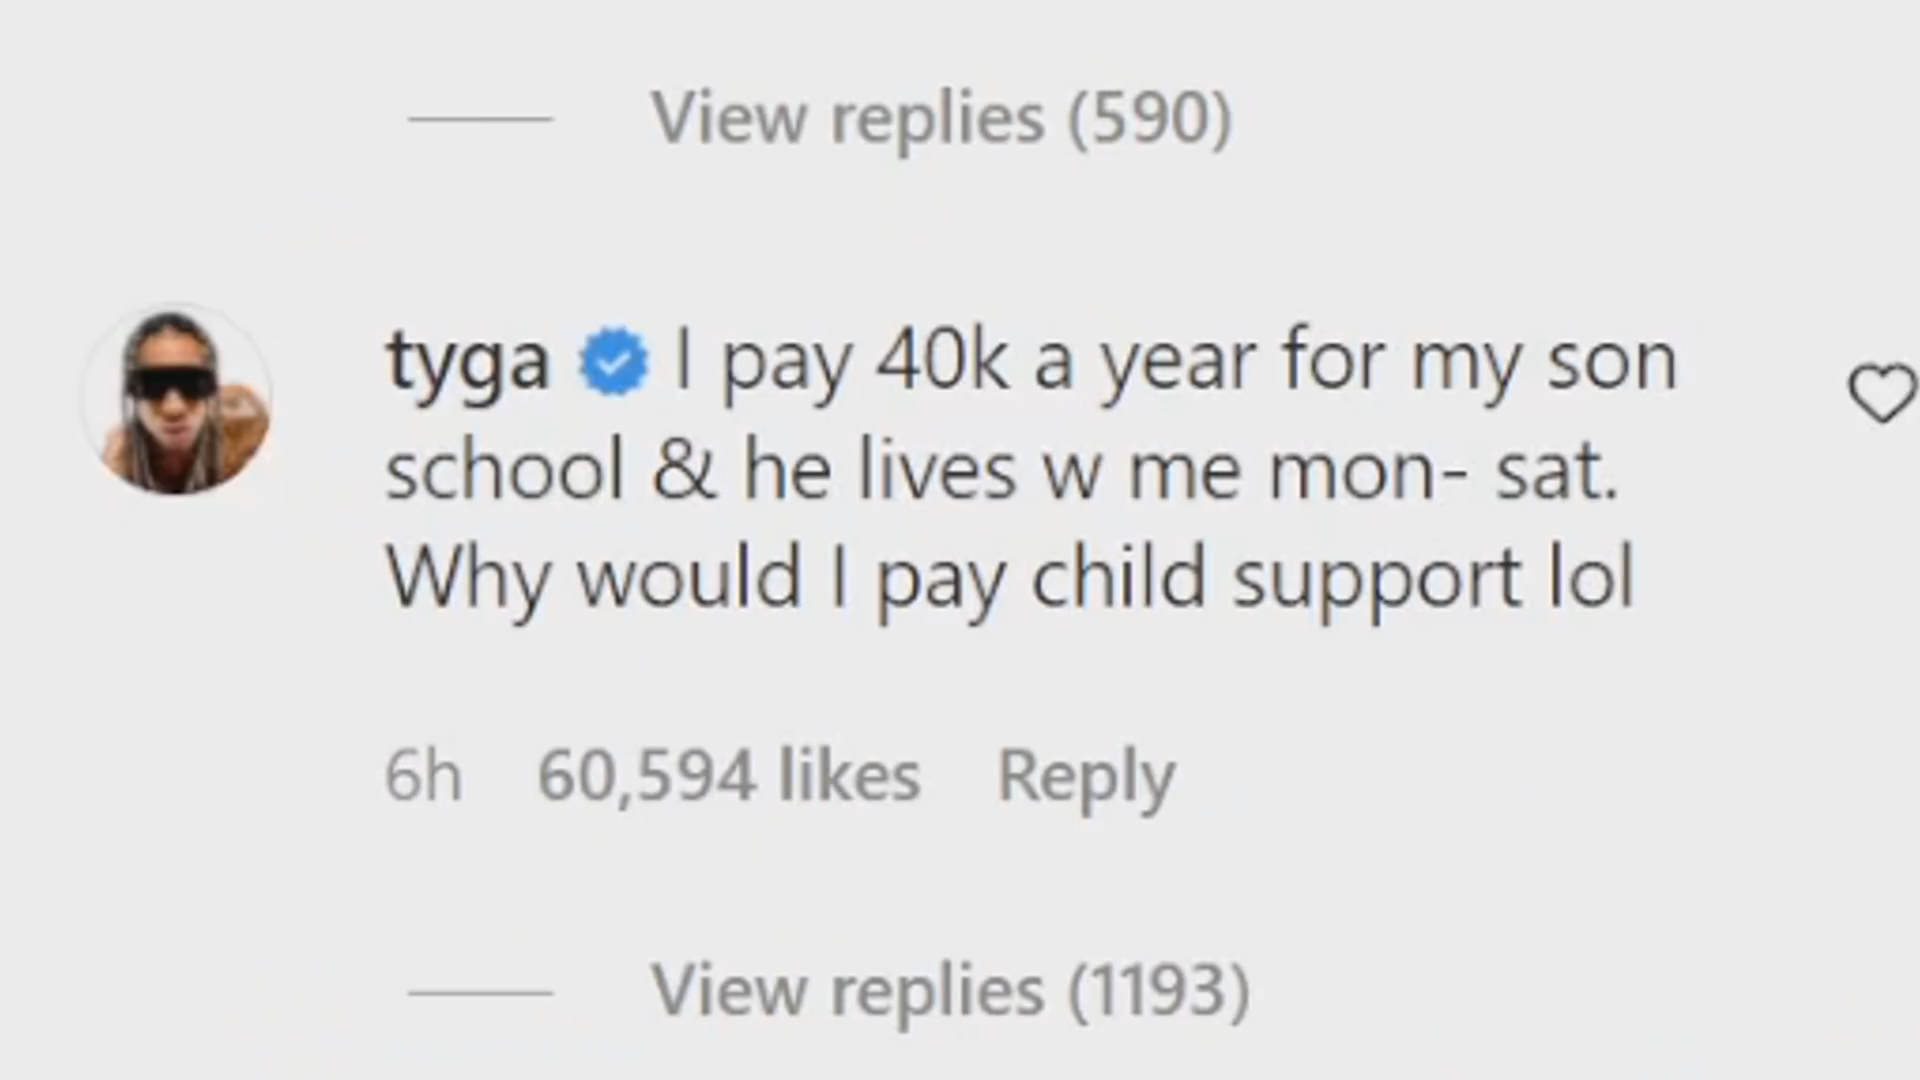 View replies (590)
tyga I pay 40k a year for my son
school & he lives w me mon- sat.
Why would I pay child support lol
6h 60,594 likes Reply
View replies (1193)